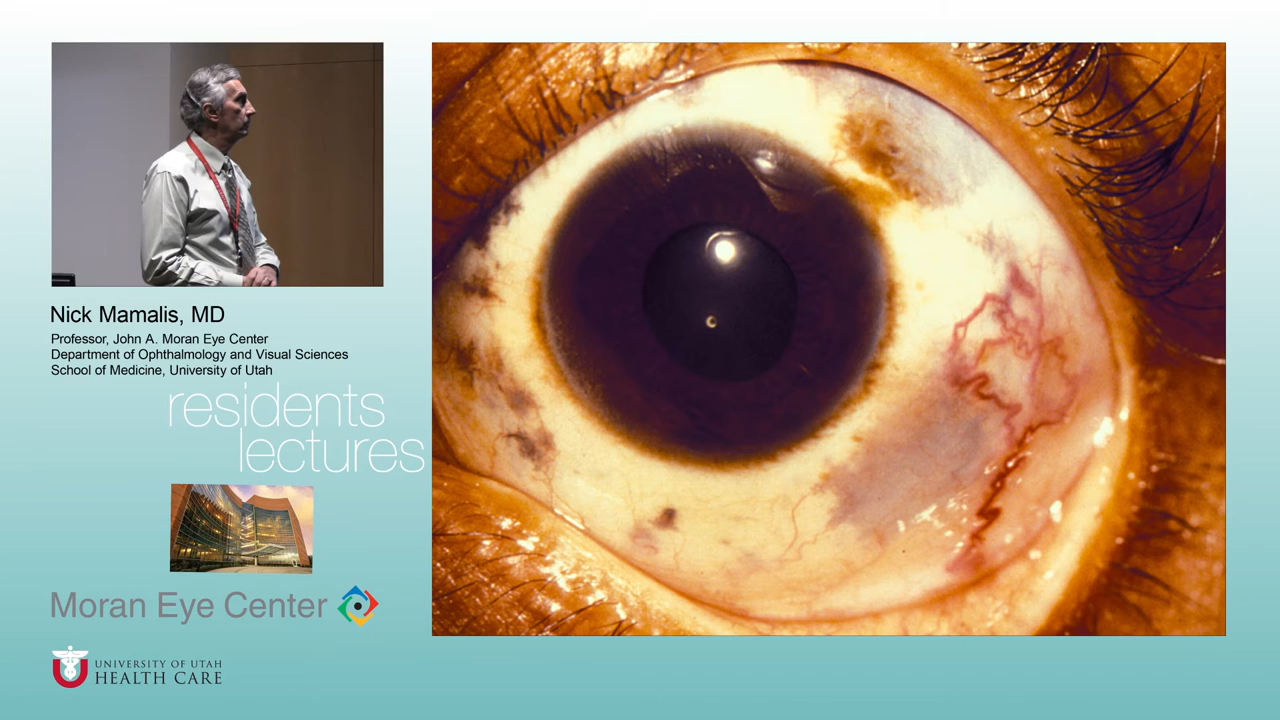 Nick Mamalis, MD
Professor, John A. Moran Eye Center
Department of Ophthalmology and Visual Sciences
School of Medicine, University of Utah
residents
lectures
Moran Eye Center
UNIVERSITY OF UTAH
HEALTH CARE